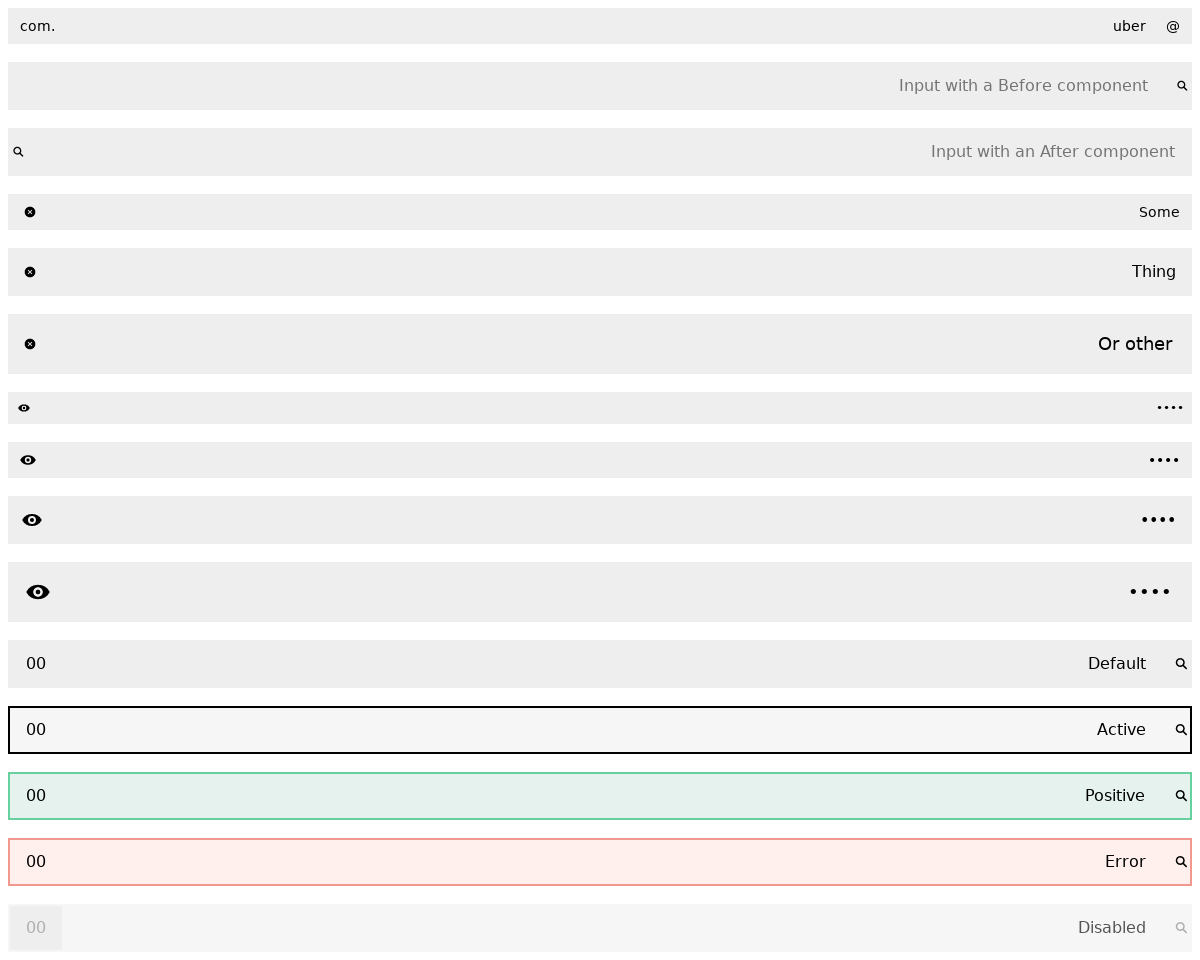 @ uber com.
Input with a Before component
Input with an After component
Some
Thing
Or other
••••
••••
••••
••••
Default 00
Active 00
Positive 00
Error 00
Disabled 00